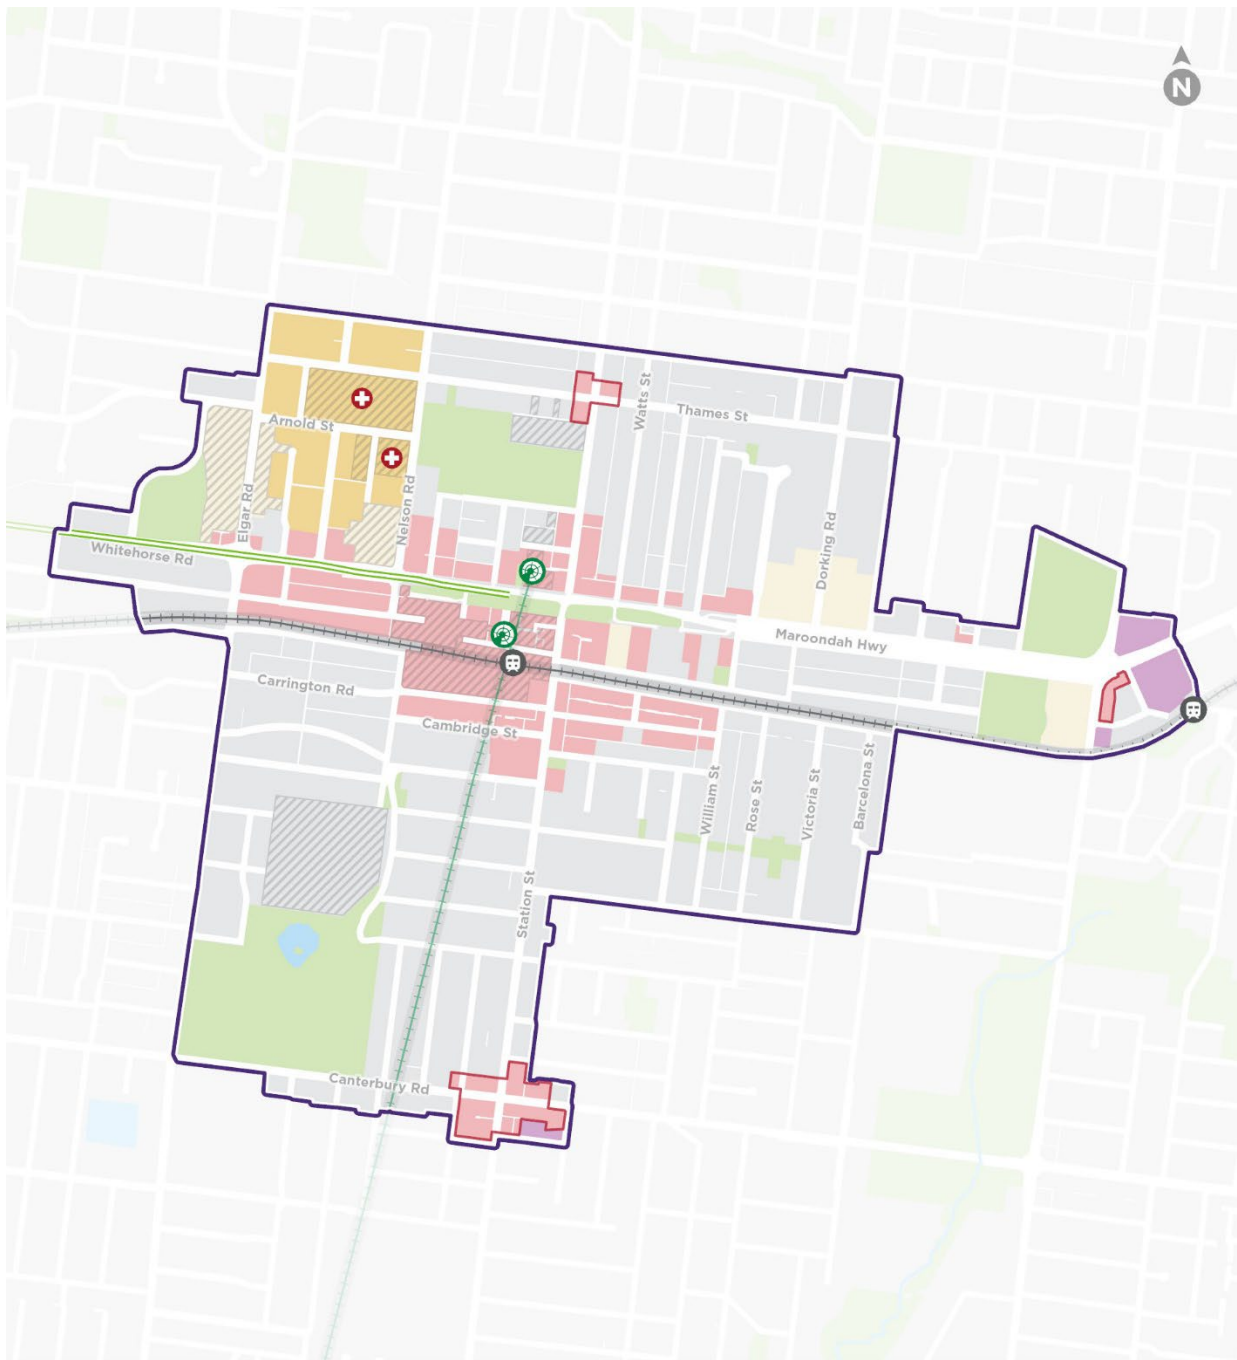 N
Watts St
Thames St
Arnold St
Elgar Rd
Nelson Rd
Dorking Rd
Whitehorse Rd
Maroondah Hwy
Carrington Rd
Cambridge St
William St
Rose St
Victoria St
Barcelona St
Station St
Canterbury Rd